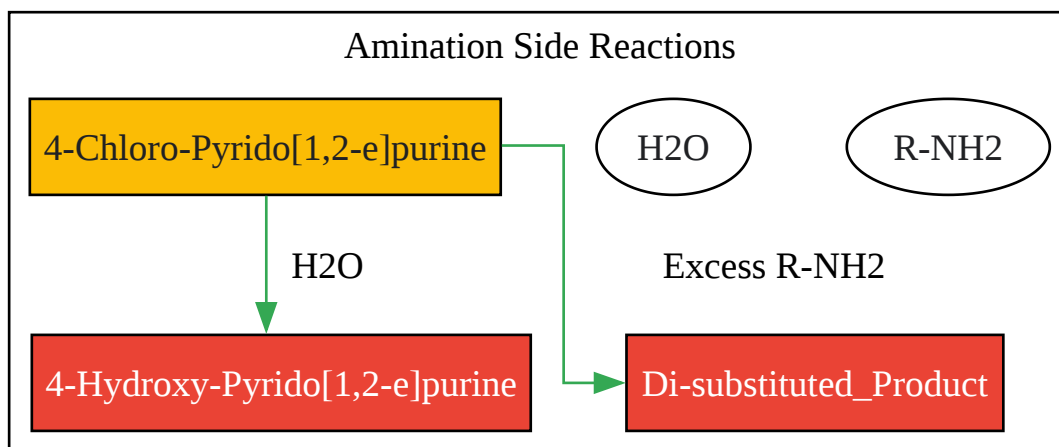 Amination Side Reactions
4-Chloro-Pyrido[1,2-e]purine
H2O
R-NH2
H2O
Excess R-NH2
4-Hydroxy-Pyrido[1,2-e]purine
Di-substituted_Product